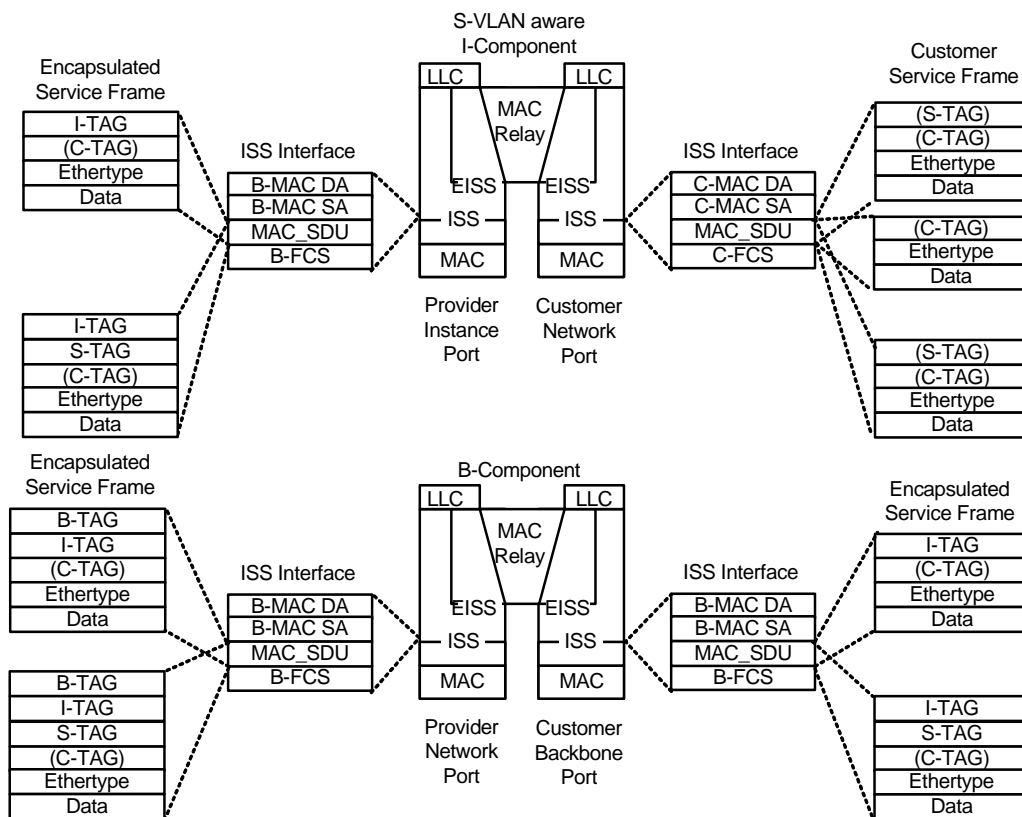 S-VLAN aware
I-Component
Encapsulated
Service Frame
I-TAG
(C-TAG)
Ethertype
Data
I-TAG
S-TAG
(C-TAG)
Ethertype
Data
ISS Interface
B-MAC DA
B-MAC SA
MAC_SDU
B-FCS
LLC
LLC
MAC
Relay
EISS
EISS
ISS
ISS
MAC
MAC
Provider
Instance
Port
Customer
Network
Port
ISS Interface
C-MAC DA
C-MAC SA
MAC_SDU
C-FCS
Customer
Service Frame
(S-TAG)
(C-TAG)
Ethertype
Data
(C-TAG)
Ethertype
Data
(S-TAG)
(C-TAG)
Ethertype
Data
B-Component
Encapsulated
Service Frame
B-TAG
I-TAG
(C-TAG)
Ethertype
Data
B-TAG
I-TAG
S-TAG
(C-TAG)
Ethertype
Data
ISS Interface
B-MAC DA
B-MAC SA
MAC_SDU
B-FCS
LLC
LLC
MAC
Relay
EISS
EISS
ISS
ISS
MAC
MAC
Provider
Network
Port
Customer
Backbone
Port
ISS Interface
B-MAC DA
B-MAC SA
MAC_SDU
B-FCS
Encapsulated
Service Frame
I-TAG
(C-TAG)
Ethertype
Data
I-TAG
S-TAG
(C-TAG)
Ethertype
Data